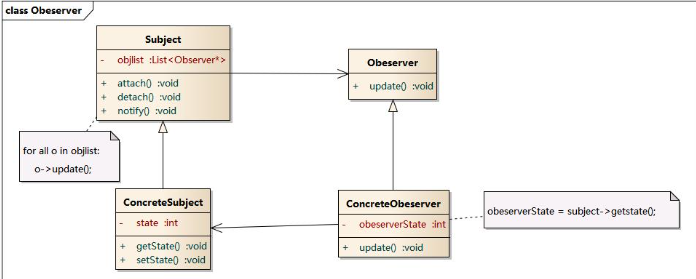 class Obeserver
Subject
- objlist :List<Observer*>
+ attach() :void
+ detach() :void
+ notify() :void
Obeserver
+ update() :void
for all o in objlist:
o->update();
ConcreteSubject
- state :int
+ getState() :void
+ setState() :void
ConcreteObeserver
- obeserverState :int
+ update() :void
obeserverState = subject->getstate();